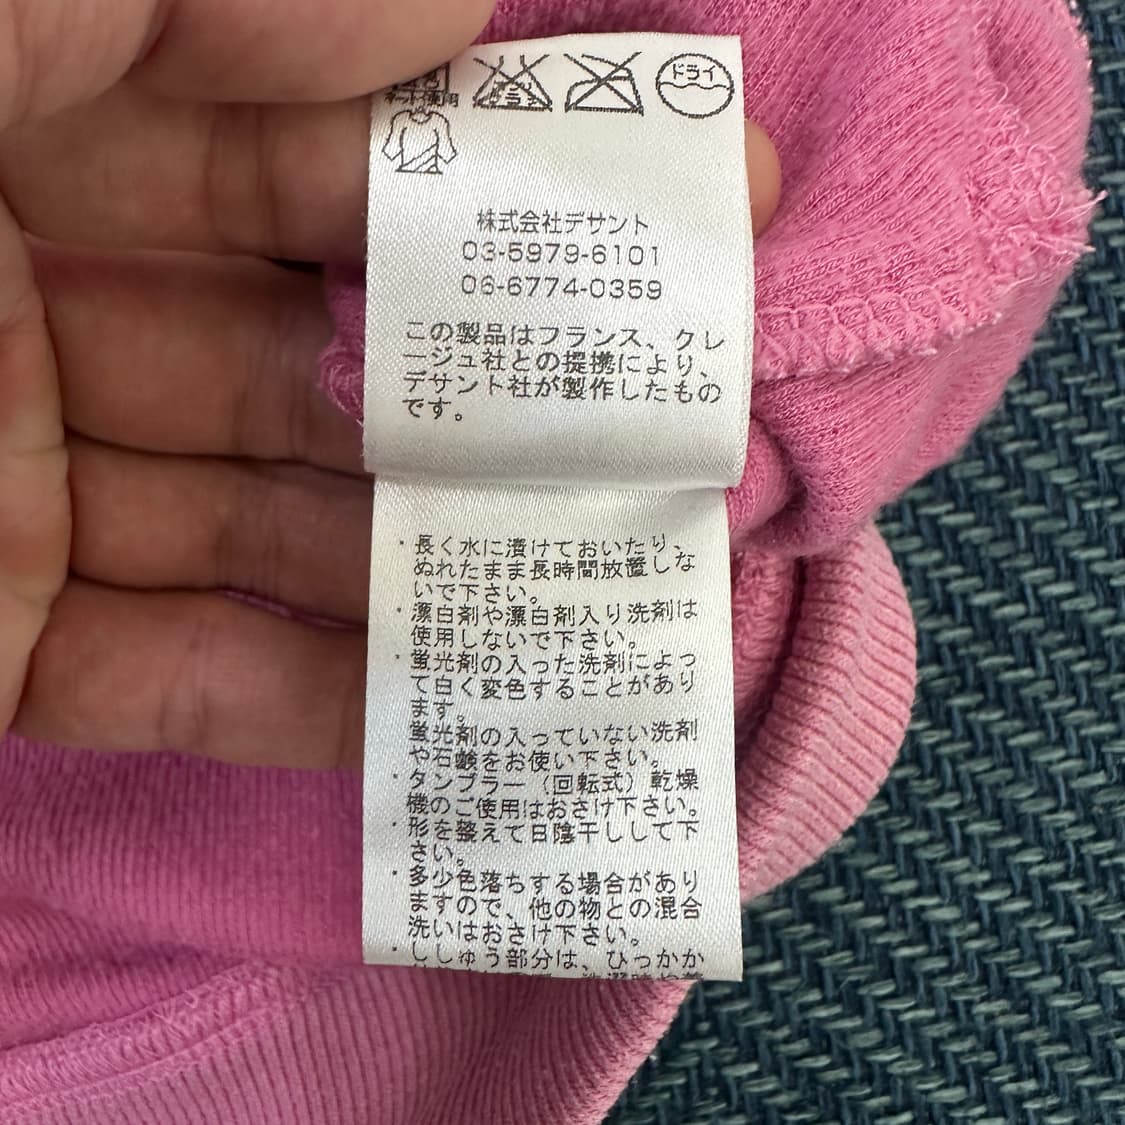 ネット使用
ドライ
株式会社デサント
03-5979-6101
06-6774-0359
この製品はフランス、クレ
ージュ社との提携により、
デサント社が製作したもの
です。
・長く水に漬けておいたり、
ぬれたまま長時間放置しな
いで下さい。
・漂白剤や漂白剤入り洗剤は
使用しないで下さい。
・蛍光剤の入った洗剤によっ
て白く変色することがあり
ます。
蛍光剤の入っていない洗剤
や石鹸をお使い下さい。
・タンブラー（回転式）乾燥
機のご使用はおさけ下さい。
・形を整えて日陰干しして下
さい。
・多少色落ちする場合があり
ますので、他の物との混合
洗いはおさけ下さい。
・ししゅう部分は、ひっかか